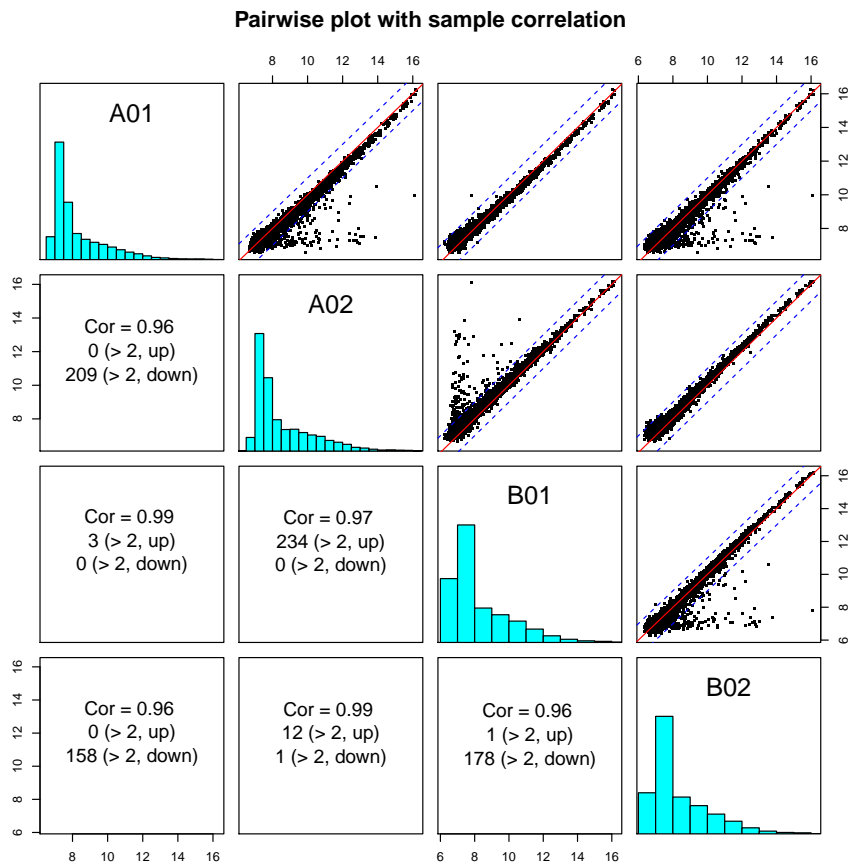 Pairwise plot with sample correlation
8 10 12 14 16
6 8 10 12 14 16
A01
8 10 12 14 16
A02
8 10 12 14 16
Cor = 0.96
0 (> 2, up)
209 (> 2, down)
B01
6 8 10 12 14 16
Cor = 0.99
3 (> 2, up)
0 (> 2, down)
Cor = 0.97
234 (> 2, up)
0 (> 2, down)
B02
6 8 10 12 14 16
Cor = 0.96
0 (> 2, up)
158 (> 2, down)
Cor = 0.99
12 (> 2, up)
1 (> 2, down)
Cor = 0.96
1 (> 2, up)
178 (> 2, down)
8 10 12 14 16
6 8 10 12 14 16